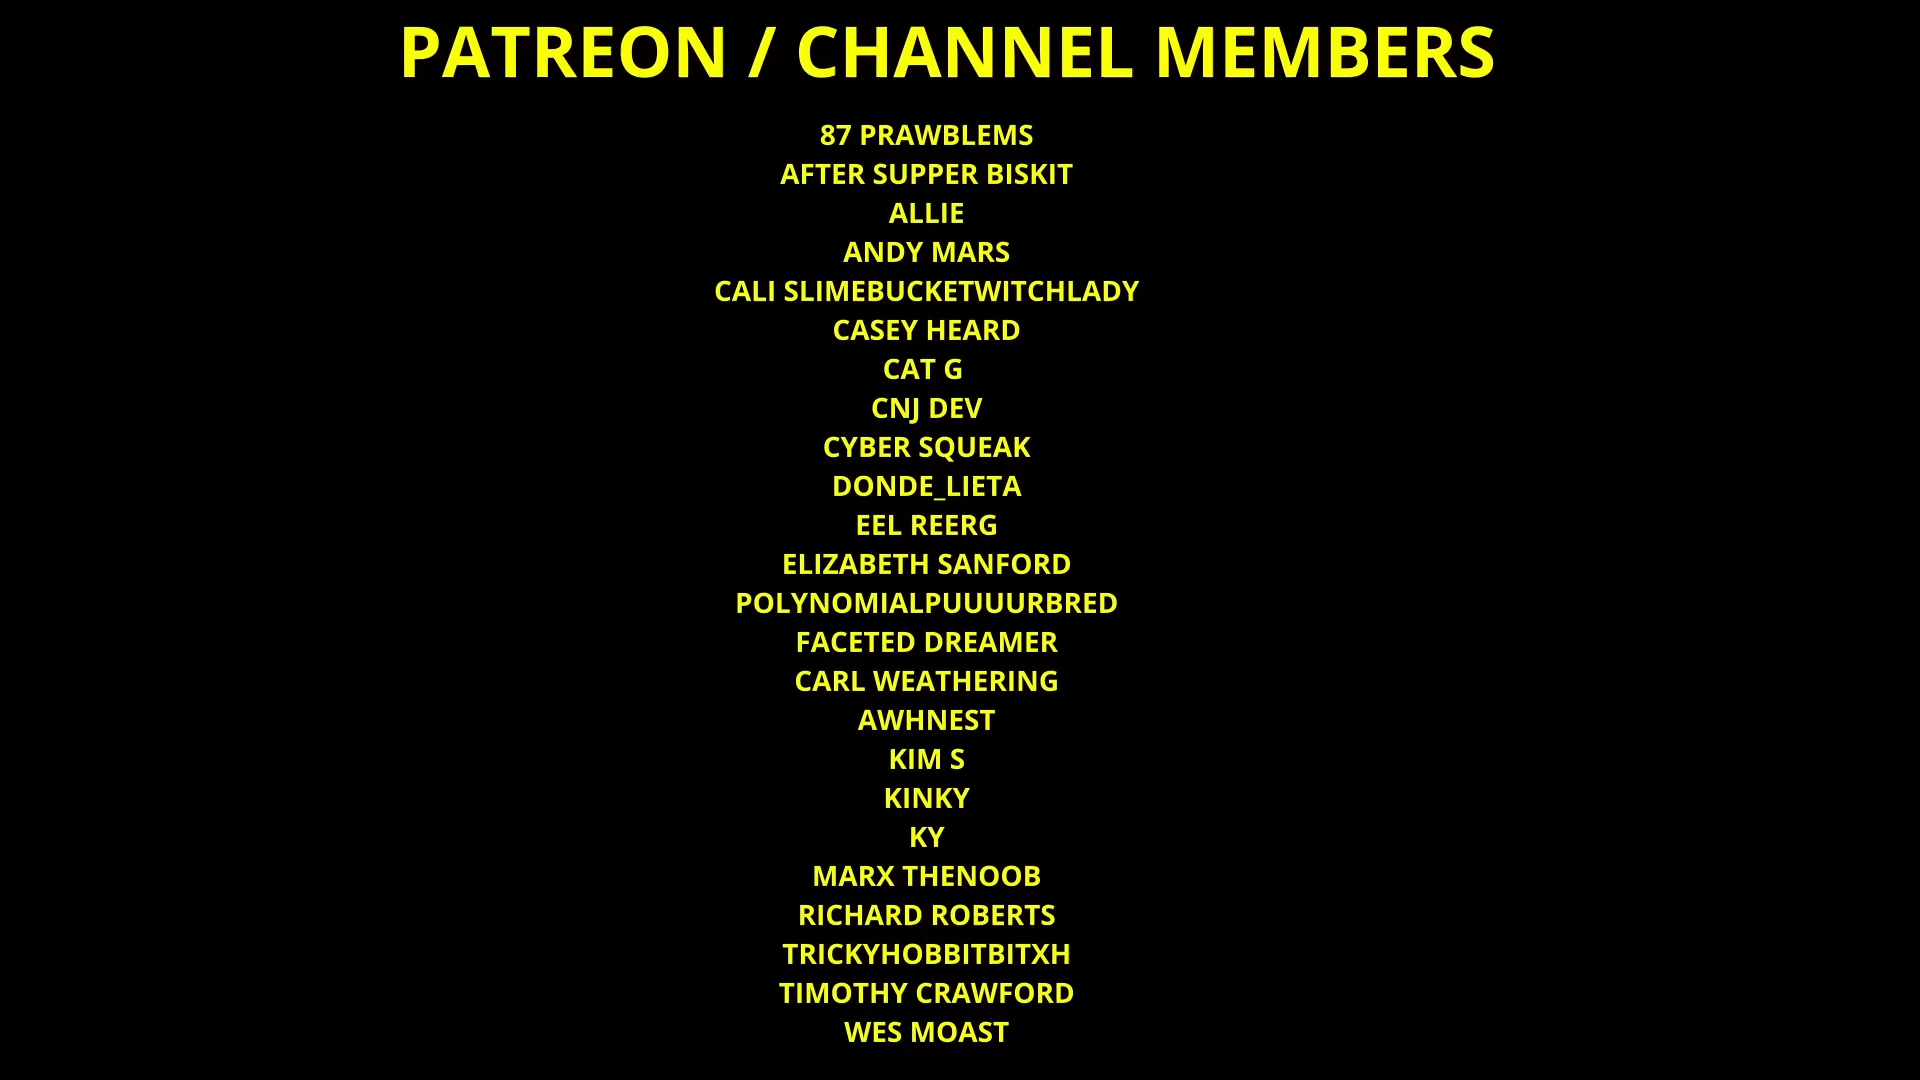 PATREON / CHANNEL MEMBERS
87 PRAWBLEMS
AFTER SUPPER BISKIT
ALLIE
ANDY MARS
CALI SLIMEBUCKETWITCHLADY
CASEY HEARD
CAT G
CNJ DEV
CYBER SQUEAK
DONDE_LIETA
EEL REERG
ELIZABETH SANFORD
POLYNOMIALPUUUURBRED
FACETED DREAMER
CARL WEATHERING
AWHNEST
KIM S
KINKY
KY
MARX THENOOB
RICHARD ROBERTS
TRICKYHOBBITBITXH
TIMOTHY CRAWFORD
WES MOAST